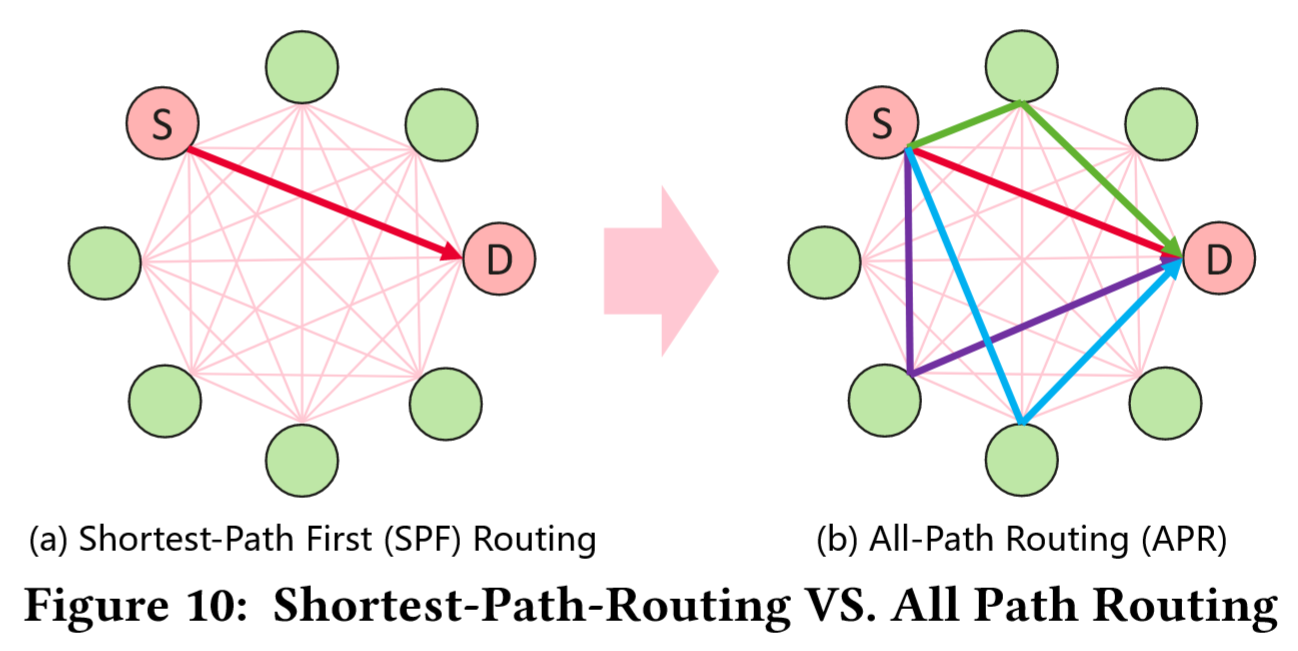 S
D
S
D
(a) Shortest-Path First (SPF) Routing
(b) All-Path Routing (APR)
Figure 10: Shortest-Path-Routing VS. All Path Routing